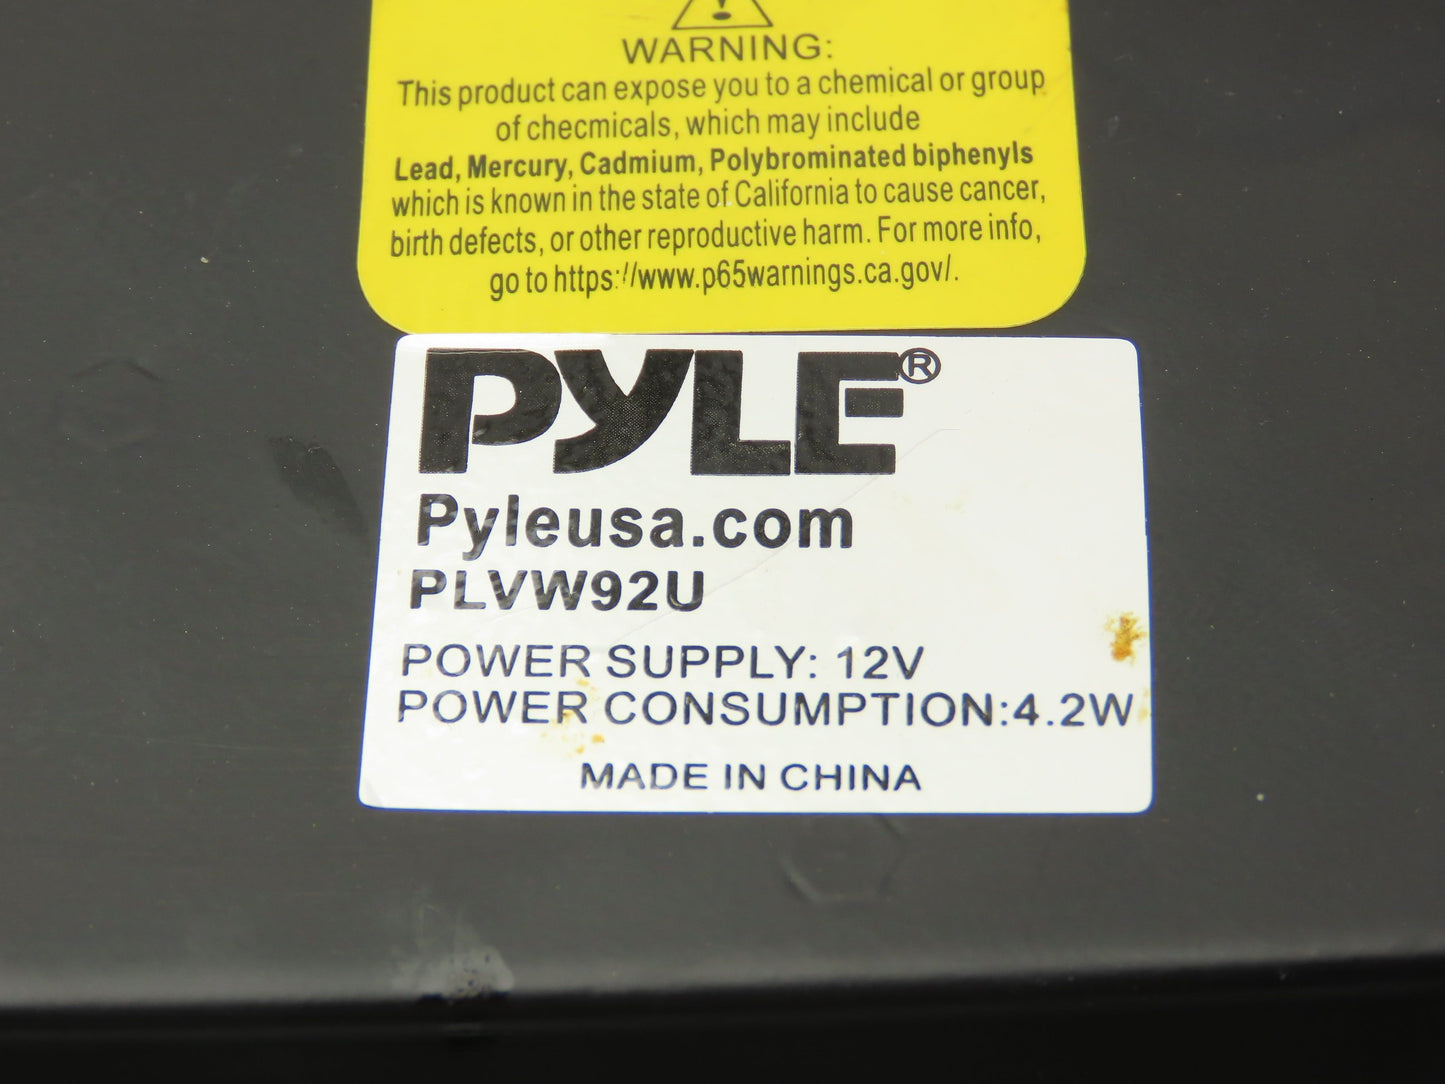 WARNING:
This product can expose you to a chemical or group
of checmicals, which may include
Lead, Mercury, Cadmium, Polybrominated biphenyls
which is known in the state of California to cause cancer,
birth defects, or other reproductive harm. For more info,
go to https://www.p65warnings.ca.gov/.
PYLE®
Pyleusa.com
PLVW92U
POWER SUPPLY: 12V
POWER CONSUMPTION:4.2W
MADE IN CHINA